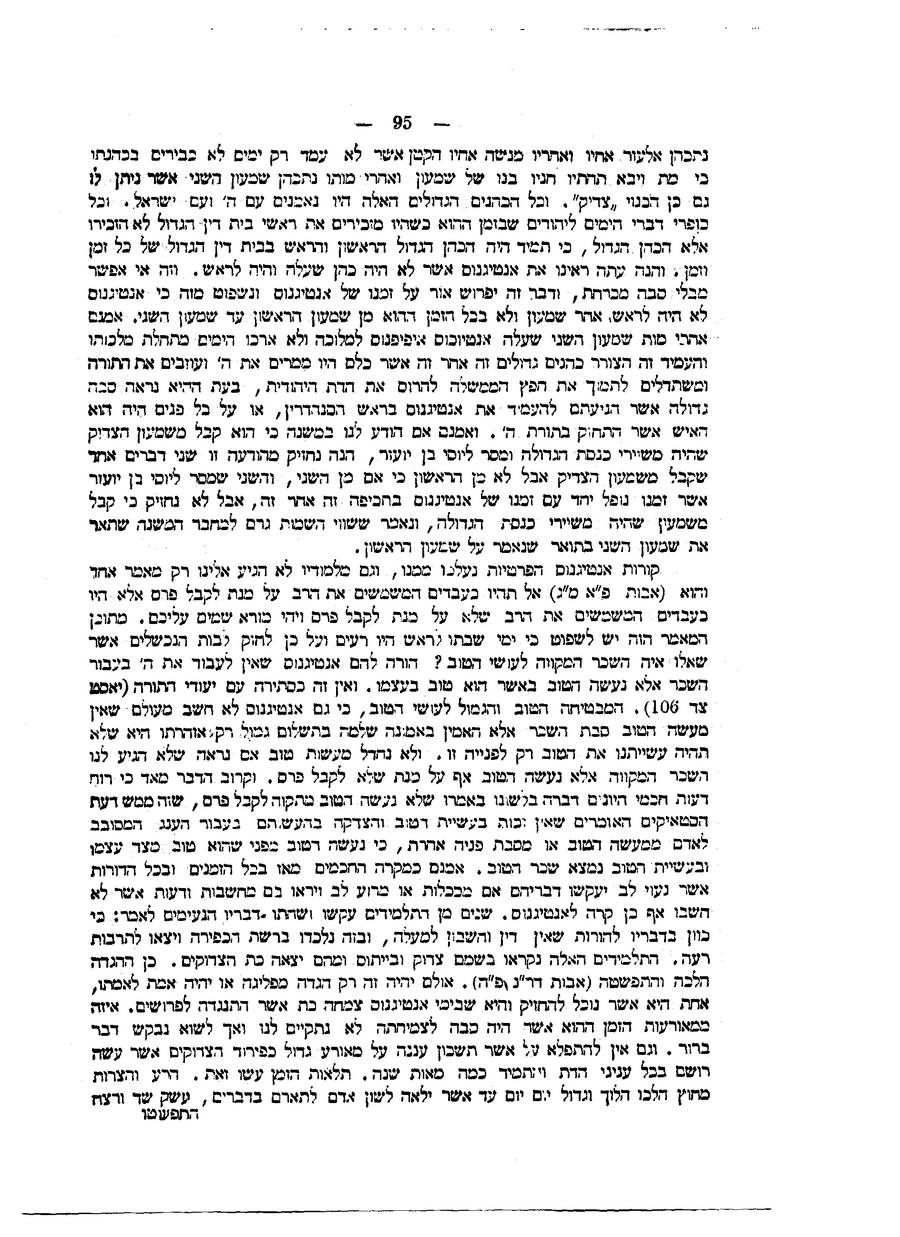 — 95 —
נתכהן אלעזר אחיו ואחריו מנשה אחיו הקטן אשר לא עמד רק ימים לא כבירים בכהנתו
כי מת ויבא תחתיו חניו בנו של שמעון ואחרי מותו נתכהן שמעון השני אשר ניתן לו
גם כן הכנוי „צדיק". וכל הכהנים הגדולים האלה היו נאמנים עם ה' ועם ישראל. וכל
סופרי דברי הימים ליהודים שבזמן ההוא כשהיו מזכירים את ראשי בית דין הגדול לא הזכירו
אלא הכהן הגדול, כי תמיד היה הכהן הגדול הראשון והראש בבית דין הגדול של כל זמן
וזמן. והנה עתה ראינו את אנטיגנוס אשר לא היה כהן שעלה והיה לראש. וזה אי אפשר
מבלי סבה מכרחת, ודבר זה יפרוש אור על זמנו של אנטיגנוס ונשפוט מזה כי אנטיגנוס
לא היה לראש אחר שמעון ולא בכל הזמן ההוא מן שמעון הראשון עד שמעון השני. אמנם
אחרי מות שמעון השני שעלה אנטיוכוס איפיפנוס למלוכה ולא ארכו הימים מתחלת מלכותו
והעמיד זה הצורר כהנים גדולים זה אחר זה אשר כלם היו ממרים את ה' ועוזבים את התורה
ומשתדלים לתמוך את חפץ הממשלה להרוס את הדת היהודית, בעת ההיא נראה סבה
גדולה אשר הגיעתם להעמיד את אנטיגנוס בראש הסנהדרין, או על כל פנים היה הוא
האיש אשר התחזק בתורת ה'. ואמנם אם הודע לנו במשנה כי הוא קבל משמעון הצדיק
שהיה משיירי כנסת הגדולה ומסר ליוסי בן יועזר, הנה נחזיק מהודעה זו שני דברים אחד
שקבל משמעון הצדיק אבל לא מן הראשון כי אם מן השני, והשני שמסר ליוסי בן יועזר
אשר זמנו נופל יחד עם זמנו של אנטיגנוס בתכיפה זה אחר זה, אבל לא נחזיק כי קבל
משמעון שהיה משיירי כנסת הגדולה, ונאמר ששווי השמות גרם למחבר המשנה שתאר
את שמעון השני בתואר שנאמר על שמעון הראשון.
קורות אנטיגנוס הפרטיות נעלמו ממנו, וגם מלמודיו לא הגיע אלינו רק מאמר אחד
והוא (אבות פ"א מ"ג) אל תהיו כעבדים המשמשים את הרב על מנת לקבל פרס אלא היו
כעבדים המשמשים את הרב שלא על מנת לקבל פרס ויהי מורא שמים עליכם. מתוכן
המאמר הזה יש לשפוט כי ימי שבתו לראש היו רעים ועל כן לחזק לבות הנכשלים אשר
שאלו איה השכר המקווה לעושי הטוב? הורה להם אנטיגנוס שאין לעבוד את ה' בעבור
השכר אלא נעשה הטוב באשר הוא טוב בעצמו. ואין זה כסתירה עם יעודי התורה (יאסט
צד 106). המבטיחה הטוב והגמול לעושי הטוב, כי גם אנטיגנוס לא חשב מעולם שאין
מעשה הטוב סבת השכר אלא האמין באמונה שלמה בתשלום גמול, רק אזהרתו היא שלא
תהיה עשייתנו את הטוב רק לפנייה זו. ולא נחדל מעשות טוב אם נראה שלא הגיע לנו
השכר המקווה אלא נעשה הטוב אף על מנת שלא לקבל פרס. וקרוב הדבר מאד כי רוח
דעות חכמי היונים דברה בלשונו באמרו שלא נעשה הטוב מתקוה לקבל פרס, שזה ממש דעת
הסטאיקים האומרים שאין זכות בעשיית הטוב והצדקה בהעשותם בעבור הענג המסובב
לאדם ממעשה הטוב או מסבת פניה אחרת, כי נעשה הטוב מפני שהוא טוב מצד עצמו
ובעשיית הטוב נמצא שכר הטוב. אמנם כמקרה החכמים מאז בכל הזמנים ובכל הדורות
אשר נעוי לב יעקשו דבריהם אם מסכלות או מרוע לב ויראו בם מחשבות ודעות אשר לא
חשבו אף כן קרה לאנטיגנוס. שנים מן התלמידים עקשו ושחתו דבריו הנעימים לאמר: כי
כוון בדבריו להורות שאין דין וחשבון למעלה, ובזה נלכדו ברשת הכפירה ויצאו לתרבות
רעה. התלמידים האלה נקראו בשמם צדוק ובייתוס ומהם יצאה כת הצדוקים. כן ההגדה
הלכה והתפשטה (אבות דר"נ פ"ה). אולם יהיה זה רק הגדה מפליגה או יהיה אמת לאמתו,
אחת היא אשר נוכל להחזיק והיא שבימי אנטיגנוס צמחה כת אשר התנגדה לפרושים. איזה
ממאורעות הזמן ההוא אשר היה סבה לצמיחתה לא נתקיים לנו ואך לשוא נבקש דבר
ברור. וגם אין להתפלא על אשר תשכון עננה על מאורע גדול כפירוד הצדוקים אשר עשה
רושם בכל עניני הדת ויתמיד כמה מאות שנה. תלאות הזמן עשו זאת. הרע והצרות
מחוץ הלכו הלוך וגדול יום יום עד אשר ילאה לשון אדם לתארם בדברים, עשק שד ורצח
התפשטו